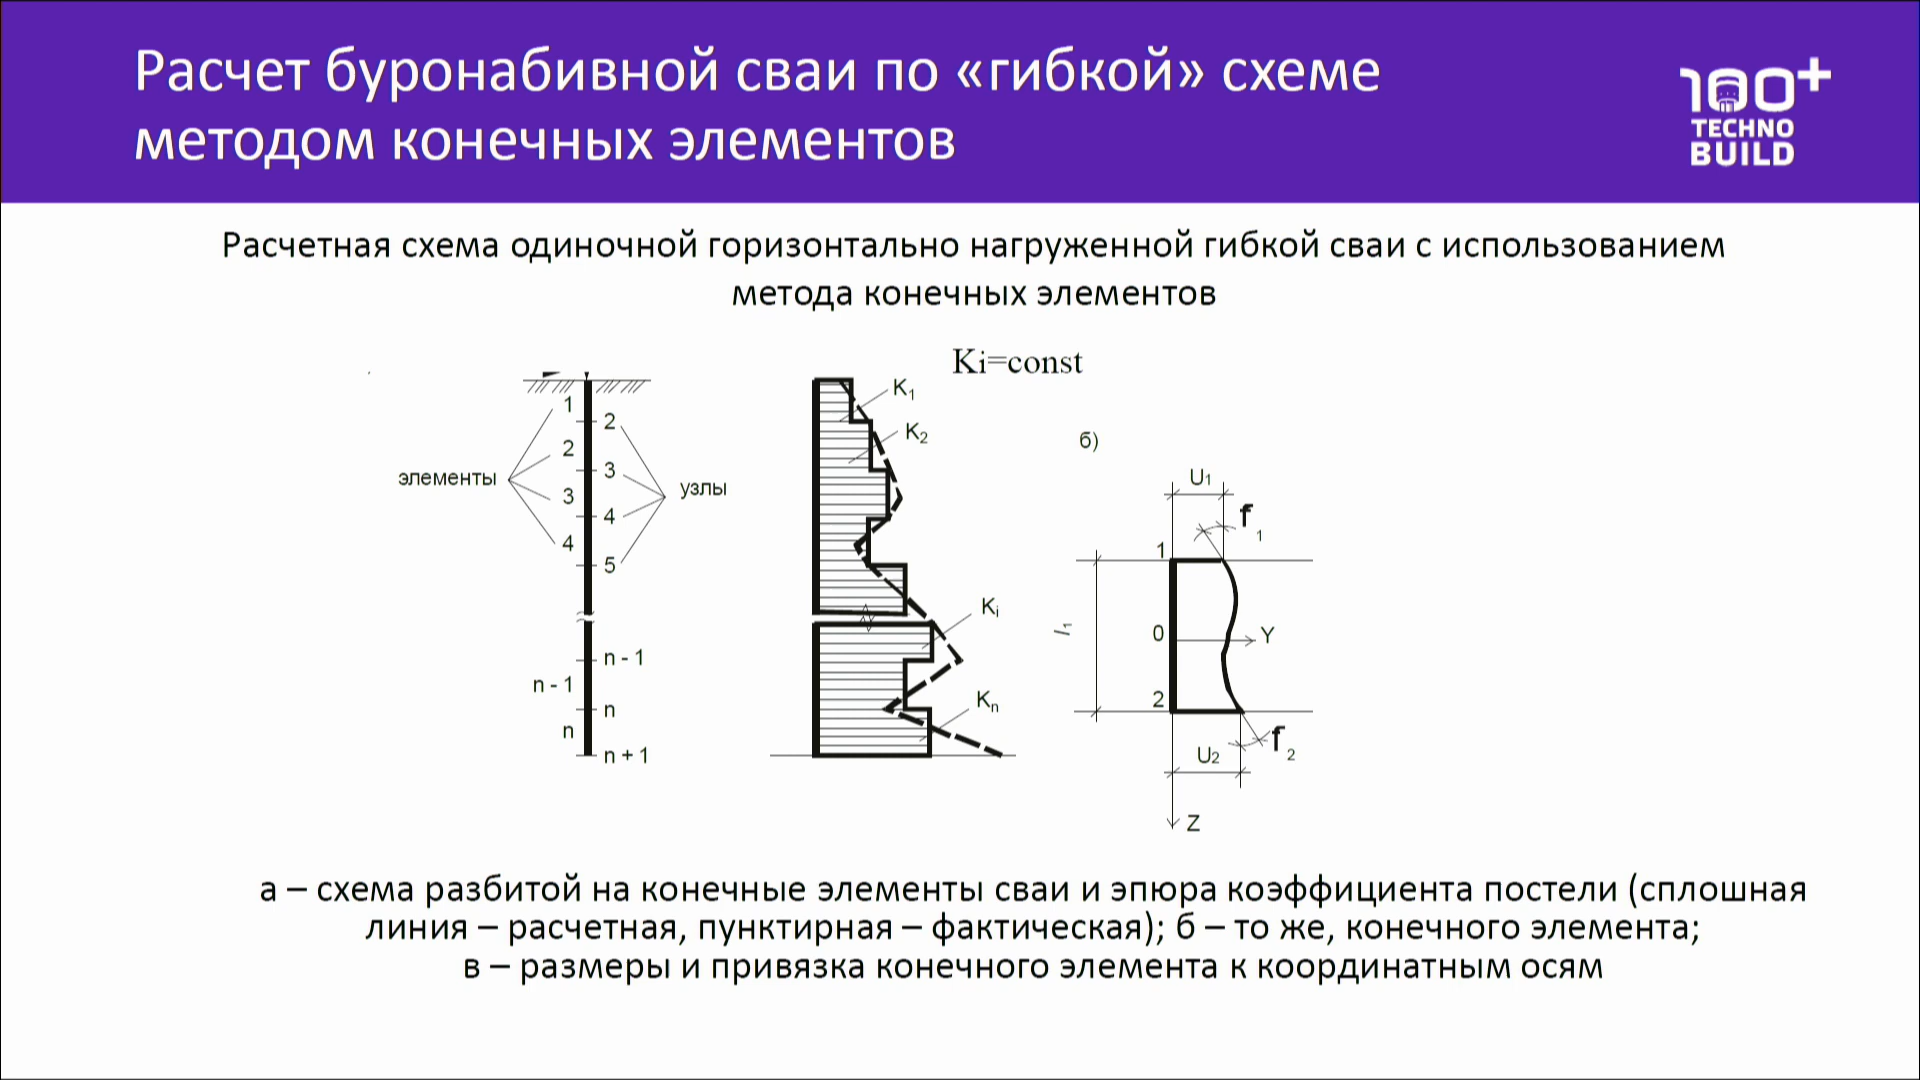 Расчет буронабивной сваи по «гибкой» схеме
методом конечных элементов
100+
TECHNO
BUILD
Расчетная схема одиночной горизонтально нагруженной гибкой сваи с использованием
метода конечных элементов
Ki=const
элементы
1
2
3
4
n - 1
n
узлы
2
3
4
5
n - 1
n
n + 1
K1
K2
Ki
Kn
б)
U1
f 1
1
l1
0
Y
2
f 2
U2
Z
а – схема разбитой на конечные элементы сваи и эпюра коэффициента постели (сплошная
линия – расчетная, пунктирная – фактическая); б – то же, конечного элемента;
в – размеры и привязка конечного элемента к координатным осям